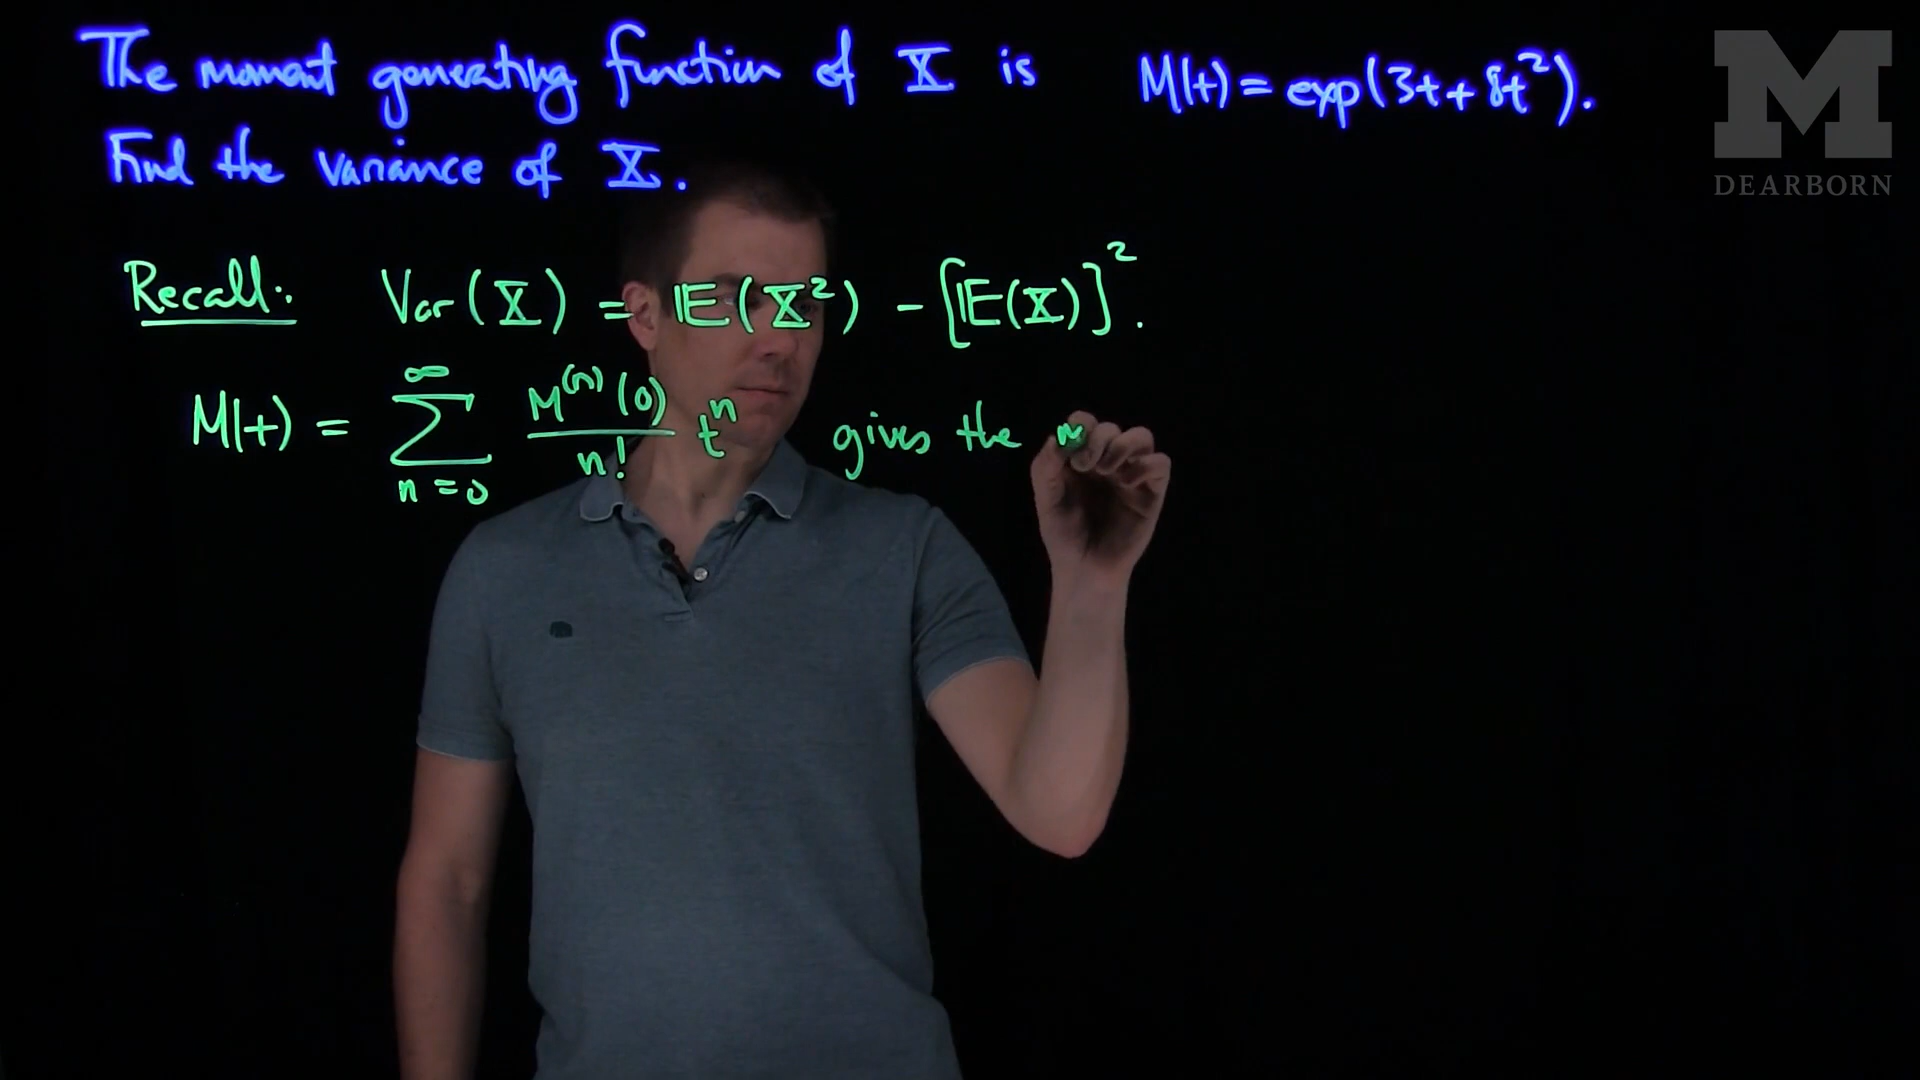 The moment generating function of X is M(t) = exp(3t + 8t²).
Find the variance of X.
Recall: Var(X) = 𝔼(X²) - [𝔼(X)]².
M(t) = ∑_{n=0}^{∞} M^{(n)}(0)/n! t^n gives the
M
DEARBORN